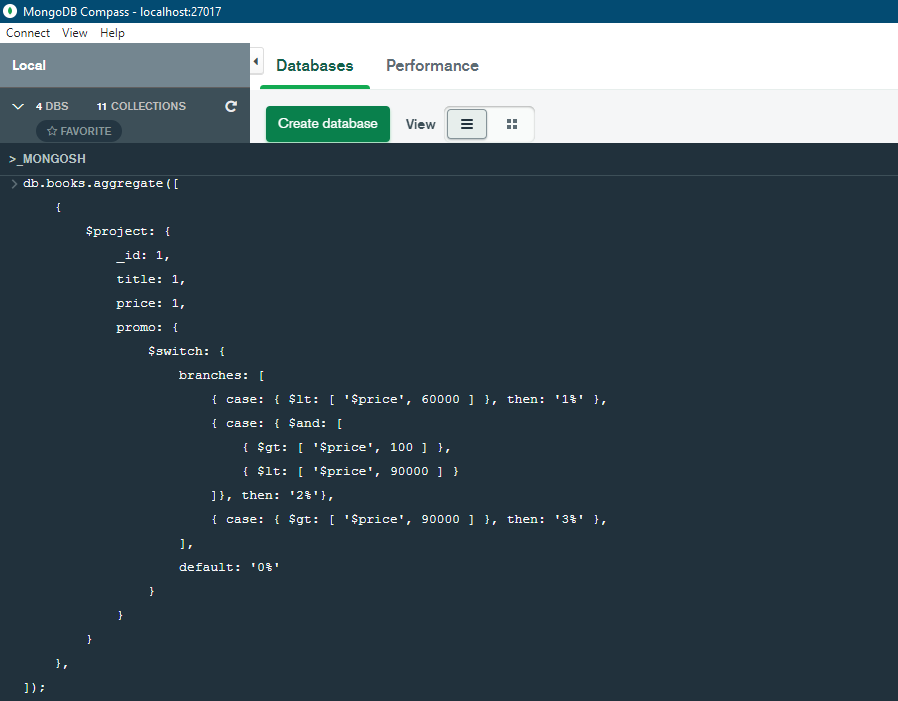 MongoDB Compass - localhost:27017
Connect View Help
Local
Databases Performance
4 DBS 11 COLLECTIONS
FAVORITE
Create database View
>_MONGOSH
db.books.aggregate([
{
$project: {
_id: 1,
title: 1,
price: 1,
promo: {
$switch: {
branches: [
{ case: { $lt: [ '$price', 60000 ] }, then: '1%' },
{ case: { $and: [
{ $gt: [ '$price', 100 ] },
{ $lt: [ '$price', 90000 ] }
]}, then: '2%'},
{ case: { $gt: [ '$price', 90000 ] }, then: '3%' },
],
default: '0%'
}
}
}
},
]);